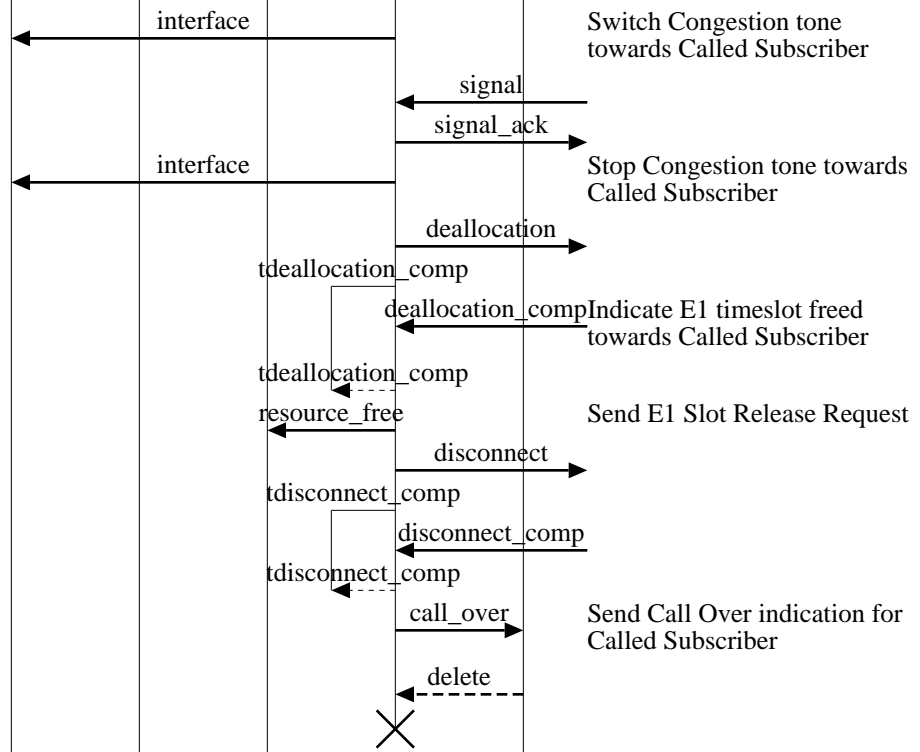 interface
Switch Congestion tone
towards Called Subscriber
signal
signal_ack
interface
Stop Congestion tone towards
Called Subscriber
deallocation
tdeallocation_comp
deallocation_comp
Indicate E1 timeslot freed
towards Called Subscriber
tdeallocation_comp
resource_free
Send E1 Slot Release Request
disconnect
tdisconnect_comp
disconnect_comp
tdisconnect_comp
call_over
Send Call Over indication for
Called Subscriber
delete